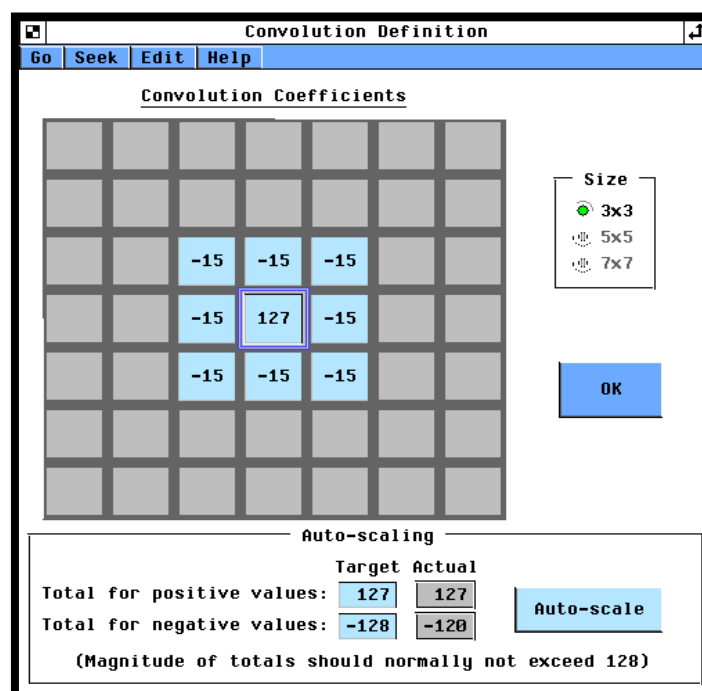 Convolution Definition
Go Seek Edit Help
Convolution Coefficients
Size
3x3
5x5
7x7
-15 -15 -15
-15 127 -15
-15 -15 -15
OK
Auto-scaling
Target Actual
Total for positive values: 127 127
Total for negative values: -128 -120
Auto-scale
(Magnitude of totals should normally not exceed 128)